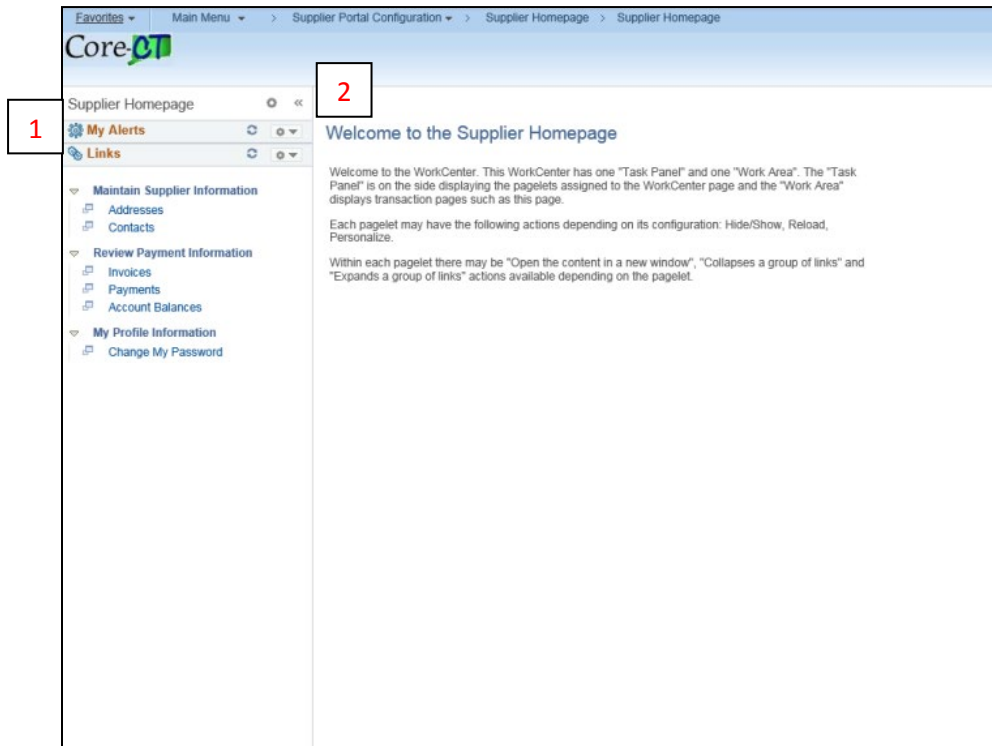 Favorites Main Menu > Supplier Portal Configuration > Supplier Homepage > Supplier Homepage
Core-CT
Supplier Homepage «
1
2
My Alerts
Links
Maintain Supplier Information
Addresses
Contacts
Review Payment Information
Invoices
Payments
Account Balances
My Profile Information
Change My Password
Welcome to the Supplier Homepage
Welcome to the WorkCenter. This WorkCenter has one "Task Panel" and one "Work Area". The "Task
Panel" is on the side displaying the pagelets assigned to the WorkCenter page and the "Work Area"
displays transaction pages such as this page.
Each pagelet may have the following actions depending on its configuration: Hide/Show, Reload,
Personalize.
Within each pagelet there may be "Open the content in a new window", "Collapses a group of links" and
"Expands a group of links" actions available depending on the pagelet.